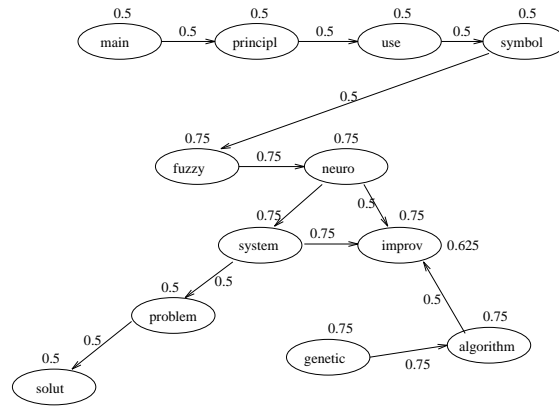 0.5 0.5 0.5 0.5
main 0.5 principl 0.5 use 0.5 symbol
0.5
0.75 0.75
fuzzy 0.75 neuro
0.75 0.5 0.75
system 0.75 improv 0.625
0.5 0.5
problem 0.5 0.75
0.75
0.5 0.5 genetic 0.75 algorithm
solut